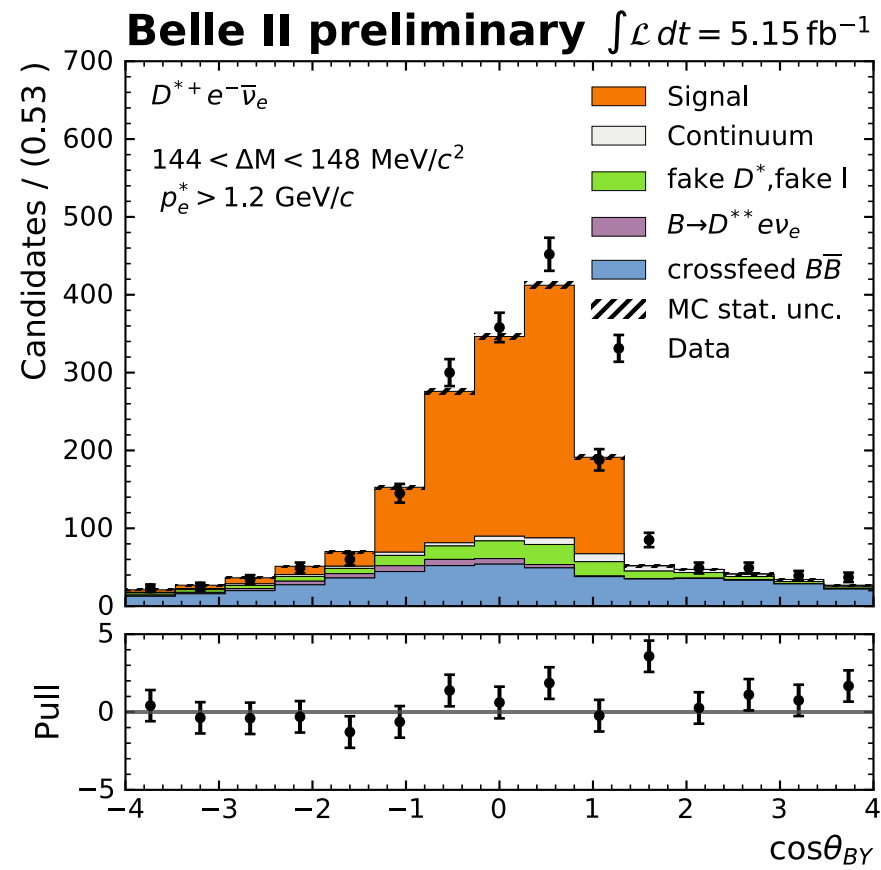 Belle II preliminary ∫ℒ dt = 5.15 fb⁻¹
Candidates / (0.53 )
700
600
500
400
300
200
100
0
D*⁺ e⁻ ν̅ₑ
144 < ΔM < 148 MeV/c²
pₑ* > 1.2 GeV/c
Signal
Continuum
fake D*,fake l
B→D** eνₑ
crossfeed BB̅
MC stat. unc.
Data
Pull
5
0
−5
−4 −3 −2 −1 0 1 2 3 4
cosθ_BY